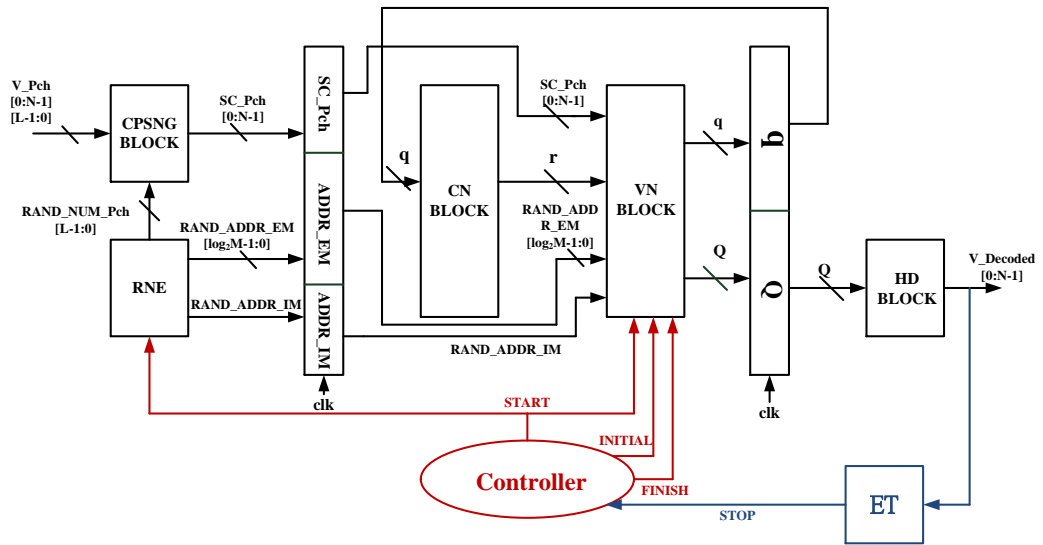 V_Pch
[0:N-1]
[L-1:0]
CPSNG
BLOCK
SC_Pch
[0:N-1]
RAND_NUM_Pch
[L-1:0]
RNE
RAND_ADDR_EM
[log₂M-1:0]
RAND_ADDR_IM
SC_Pch
ADDR_EM
ADDR_IM
clk
q
CN
BLOCK
r
SC_Pch
[0:N-1]
RAND_ADD
R_EM
[log₂M-1:0]
RAND_ADDR_IM
VN
BLOCK
q
Q
q
Q
clk
Q
HD
BLOCK
V_Decoded
[0:N-1]
START
INITIAL
FINISH
Controller
STOP
ET